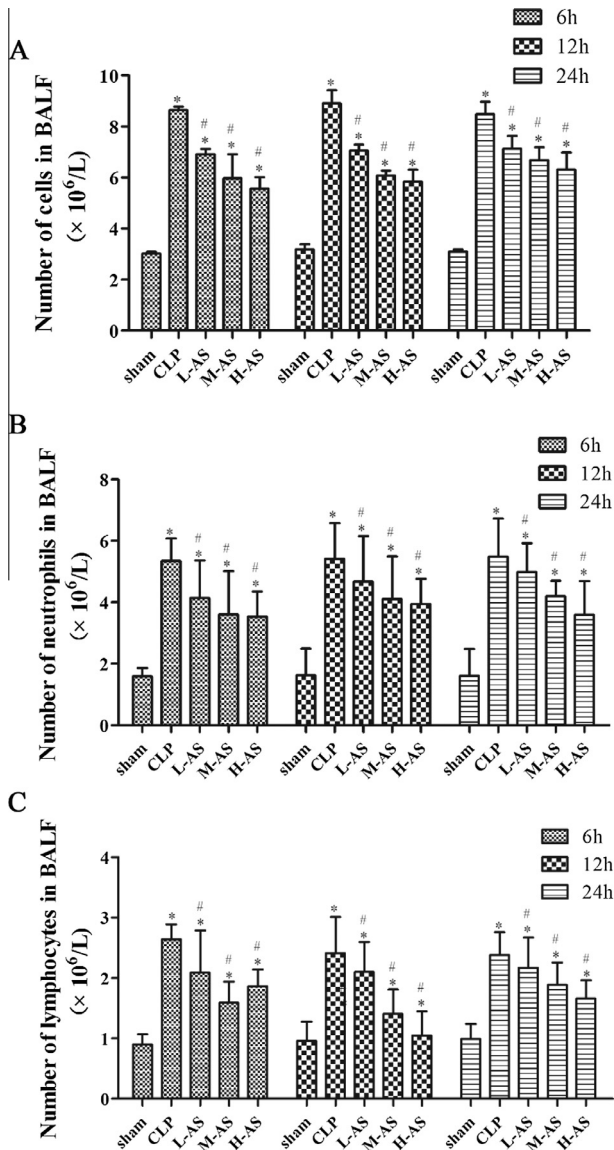 A
6h
12h
24h
Number of cells in BALF
(× 10⁶/L)
10
8
6
4
2
0
* # * # * # *
* # * # * # *
* # * # * # *
sham CLP L-AS M-AS H-AS
sham CLP L-AS M-AS H-AS
sham CLP L-AS M-AS H-AS
B
6h
12h
24h
Number of neutrophils in BALF
(× 10⁶/L)
8
6
4
2
0
* # * # * # *
* # * # * # *
* # * # * # *
sham CLP L-AS M-AS H-AS
sham CLP L-AS M-AS H-AS
sham CLP L-AS M-AS H-AS
C
6h
12h
24h
Number of lymphocytes in BALF
(× 10⁶/L)
4
3
2
1
0
* # * # * # *
* # * # * # *
* # * # * # *
sham CLP L-AS M-AS H-AS
sham CLP L-AS M-AS H-AS
sham CLP L-AS M-AS H-AS